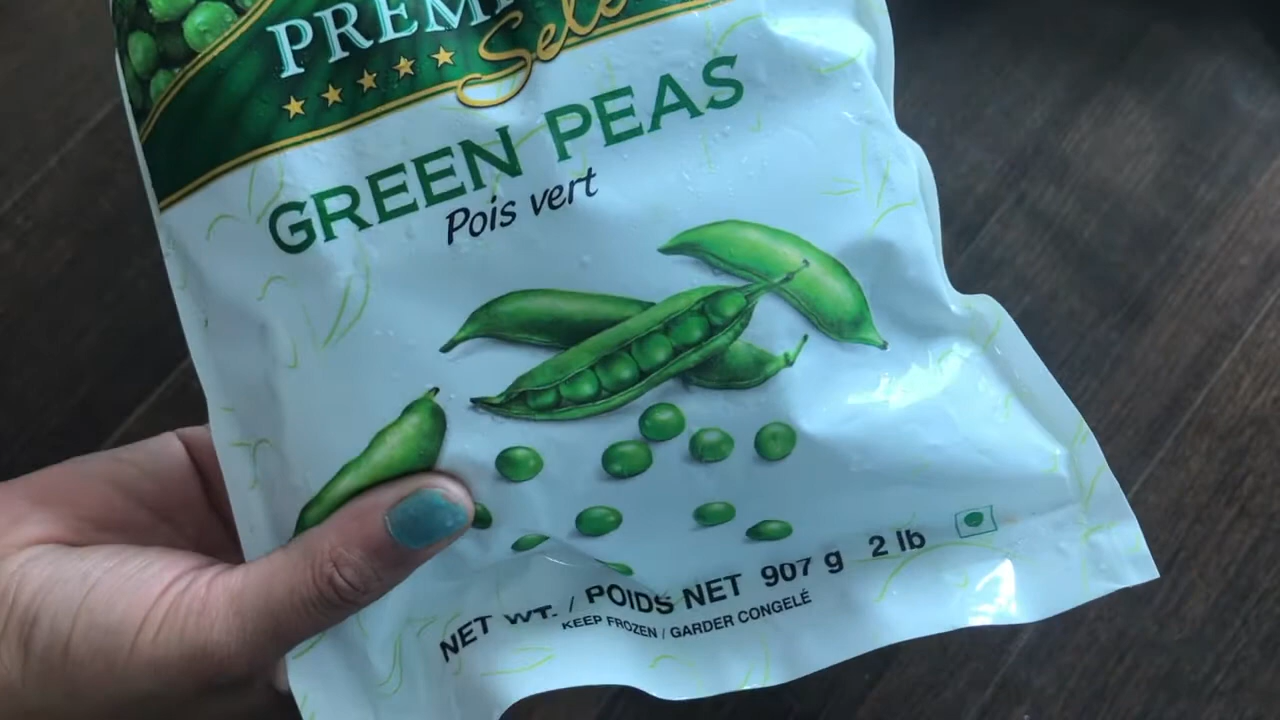 GREEN PEAS
Pois vert
NET WT. / POIDS NET 907 g 2 lb
KEEP FROZEN / GARDER CONGELÉ